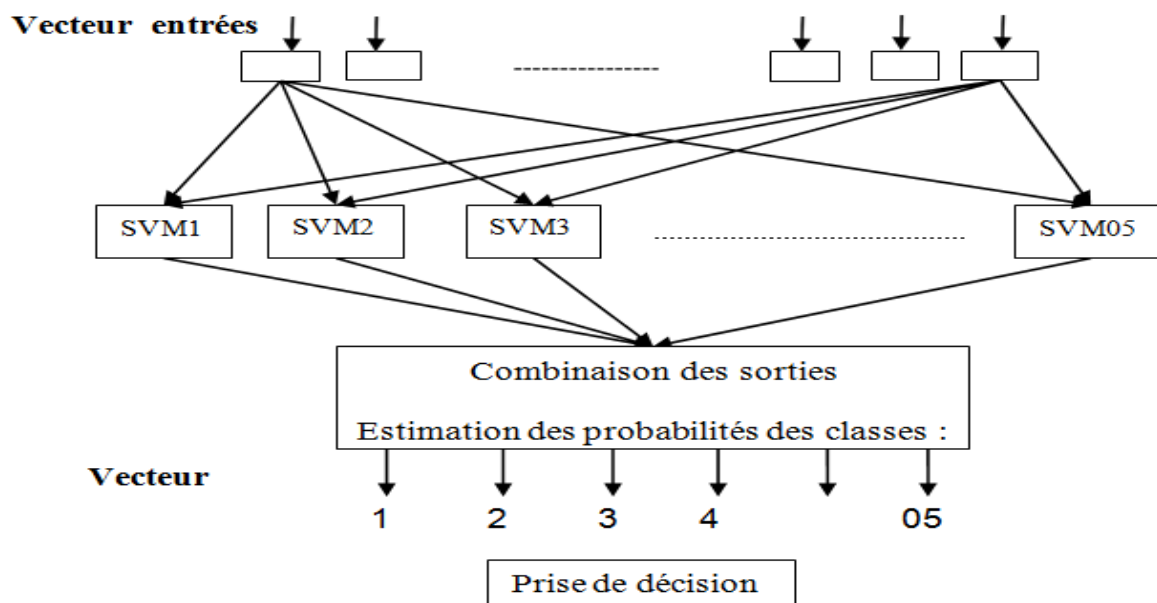 Vecteur entrées
SVM1 SVM2 SVM3 SVM05
Combinaison des sorties
Estimation des probabilités des classes :
Vecteur
1 2 3 4 05
Prise de décision